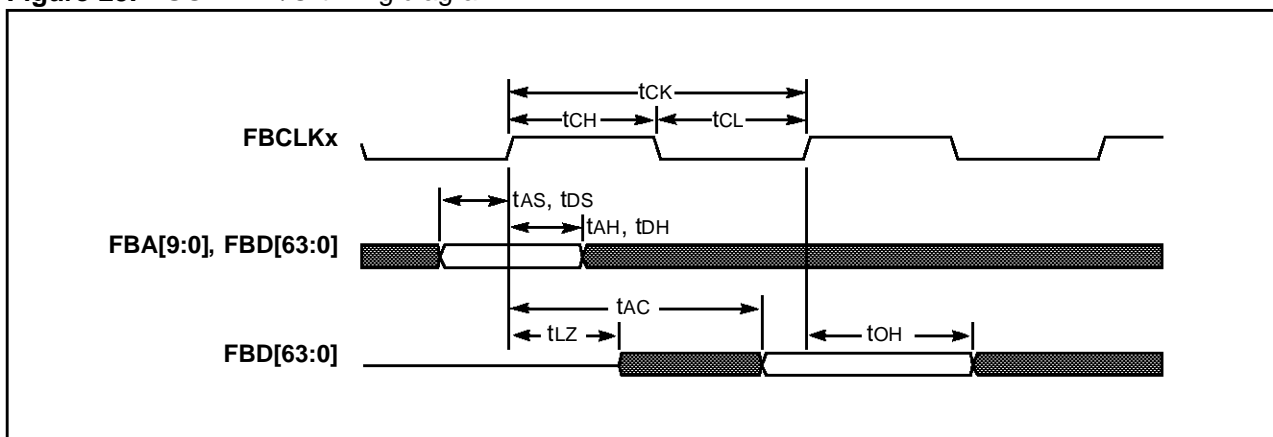 tCK
tCH tCL
FBCLKx
tAS, tDS
tAH, tDH
FBA[9:0], FBD[63:0]
tAC
tLZ tOH
FBD[63:0]